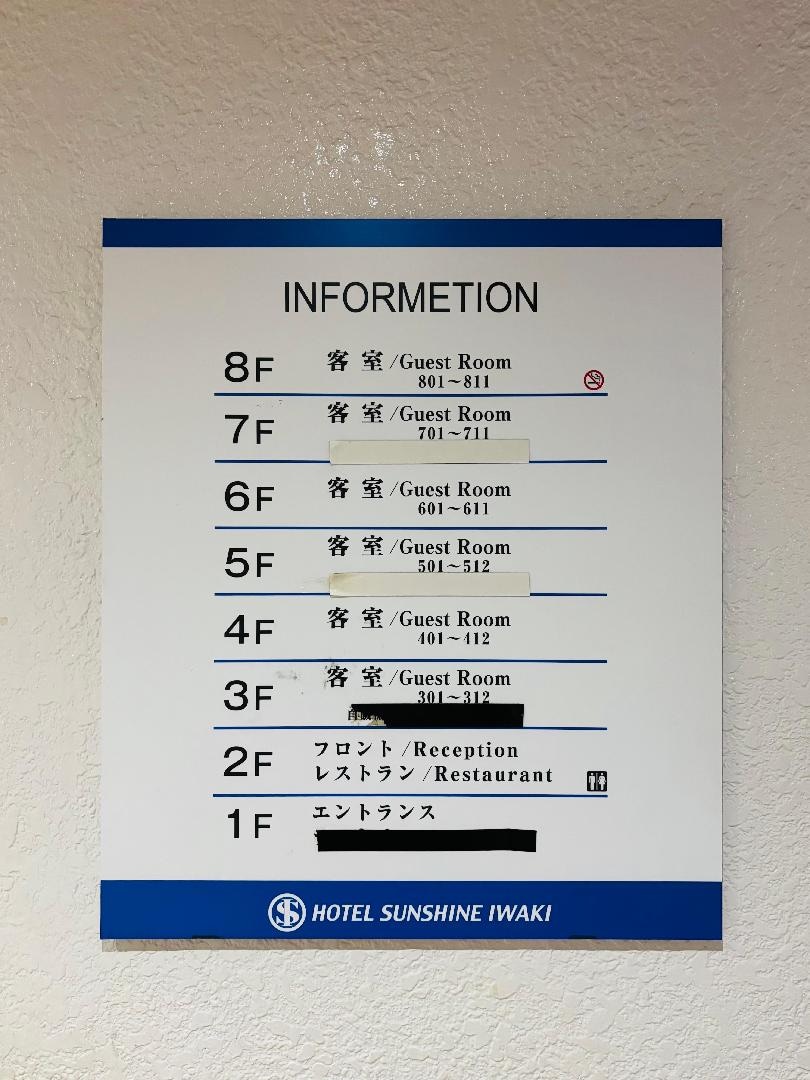 INFORMETION
8F 客室/Guest Room
801~811
7F 客室/Guest Room
701~711
6F 客室/Guest Room
601~611
5F 客室/Guest Room
501~512
4F 客室/Guest Room
401~412
3F 客室/Guest Room
301~312
2F フロント/Reception
レストラン/Restaurant
1F エントランス
HOTEL SUNSHINE IWAKI